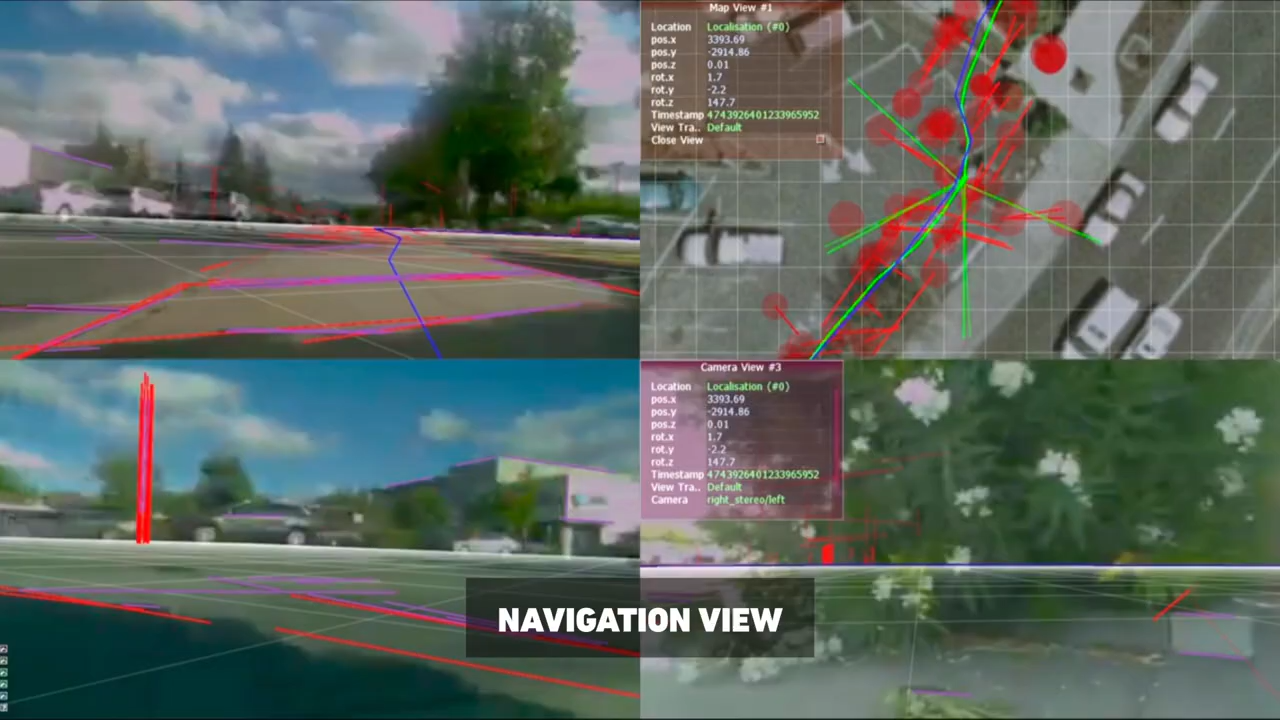 Map View #1
Location Localisation (#0)
pos.x 3393.69
pos.y -2914.86
pos.z 0.01
rot.x 1.7
rot.y -2.2
rot.z 147.7
Timestamp 4743926401233965952
View Tra.. Default
Close View
Camera View #3
Location Localisation (#0)
pos.x 3393.69
pos.y -2914.86
pos.z 0.01
rot.x 1.7
rot.y -2.2
rot.z 147.7
Timestamp 4743926401233965952
View Tra.. Default
Camera right_stereo/left
NAVIGATION VIEW